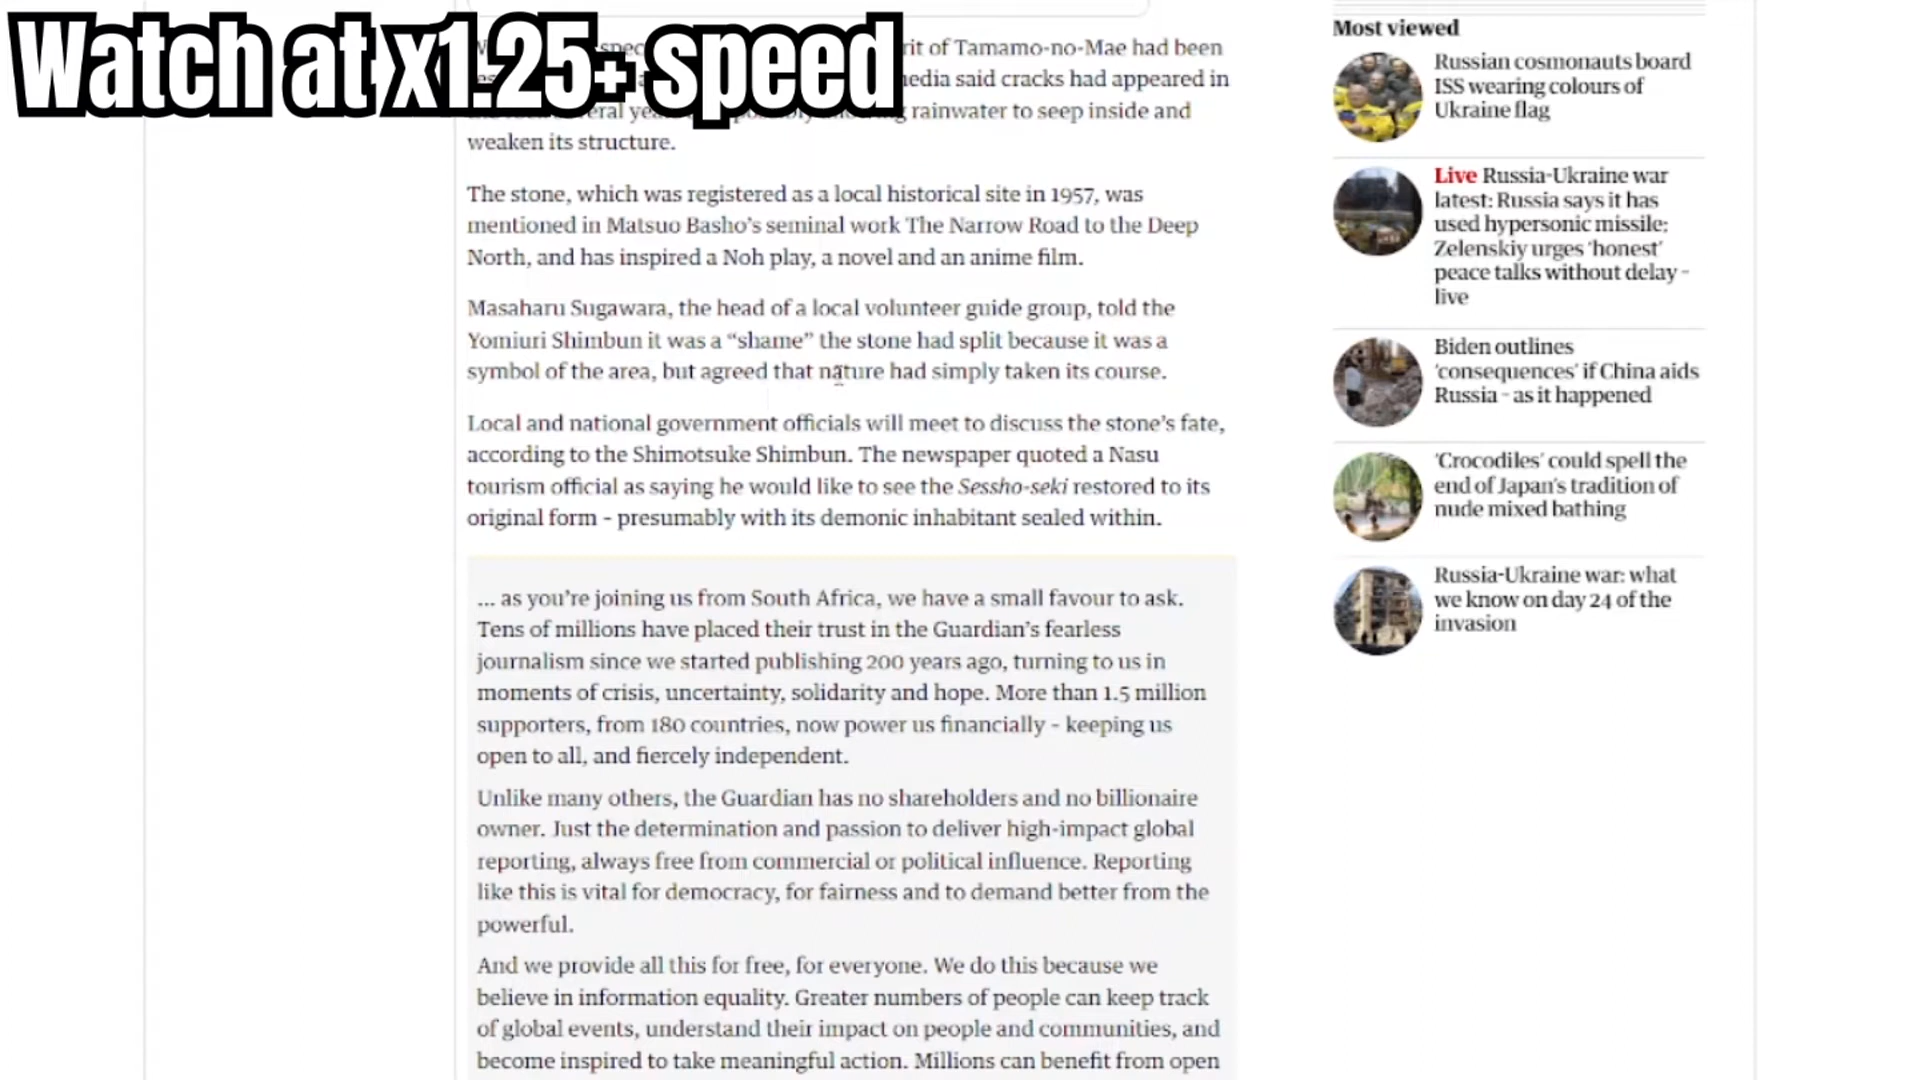 Watch at x1.25+ speed
rit of Tamamo-no-Mae had been
media said cracks had appeared in
rainwater to seep inside and
weaken its structure.
The stone, which was registered as a local historical site in 1957, was
mentioned in Matsuo Basho's seminal work The Narrow Road to the Deep
North, and has inspired a Noh play, a novel and an anime film.
Masaharu Sugawara, the head of a local volunteer guide group, told the
Yomiuri Shimbun it was a “shame” the stone had split because it was a
symbol of the area, but agreed that nature had simply taken its course.
Local and national government officials will meet to discuss the stone's fate,
according to the Shimotsuke Shimbun. The newspaper quoted a Nasu
tourism official as saying he would like to see the Sessho-seki restored to its
original form - presumably with its demonic inhabitant sealed within.
... as you're joining us from South Africa, we have a small favour to ask.
Tens of millions have placed their trust in the Guardian's fearless
journalism since we started publishing 200 years ago, turning to us in
moments of crisis, uncertainty, solidarity and hope. More than 1.5 million
supporters, from 180 countries, now power us financially - keeping us
open to all, and fiercely independent.
Unlike many others, the Guardian has no shareholders and no billionaire
owner. Just the determination and passion to deliver high-impact global
reporting, always free from commercial or political influence. Reporting
like this is vital for democracy, for fairness and to demand better from the
powerful.
And we provide all this for free, for everyone. We do this because we
believe in information equality. Greater numbers of people can keep track
of global events, understand their impact on people and communities, and
become inspired to take meaningful action. Millions can benefit from open
Most viewed
Russian cosmonauts board
ISS wearing colours of
Ukraine flag
Live Russia-Ukraine war
latest: Russia says it has
used hypersonic missile;
Zelenskiy urges 'honest'
peace talks without delay -
live
Biden outlines
'consequences' if China aids
Russia - as it happened
'Crocodiles' could spell the
end of Japan's tradition of
nude mixed bathing
Russia-Ukraine war: what
we know on day 24 of the
invasion